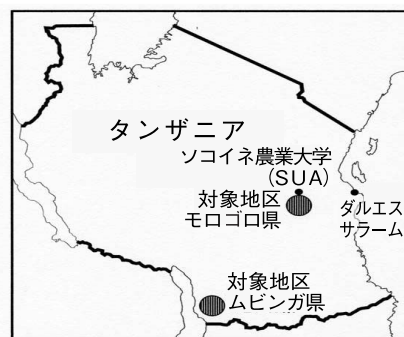 タンザニア
ソコイネ農業大学
(SUA)
対象地区
モロゴロ県
ダルエス
サラーム
対象地区
ムビンガ県